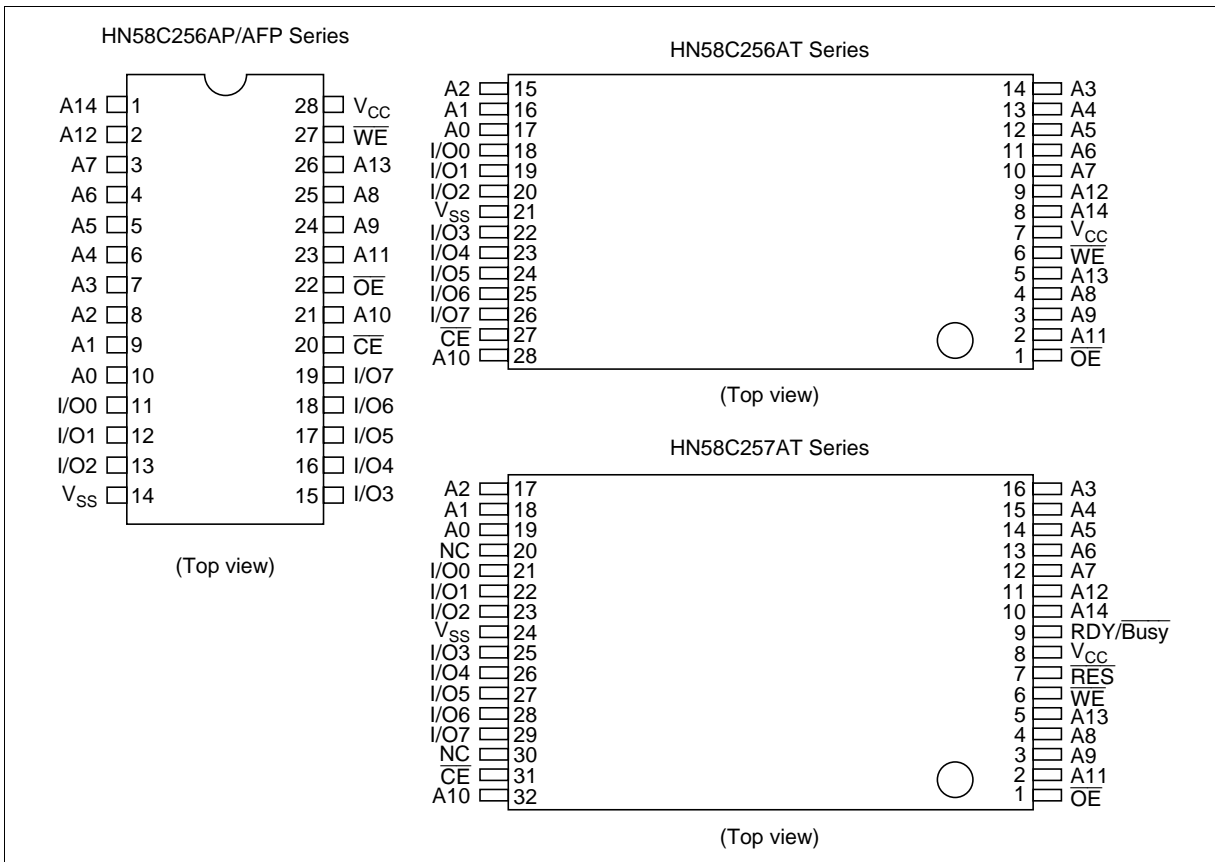 HN58C256AP/AFP Series
A14 1 28 VCC
A12 2 27 WE
A7 3 26 A13
A6 4 25 A8
A5 5 24 A9
A4 6 23 A11
A3 7 22 OE
A2 8 21 A10
A1 9 20 CE
A0 10 19 I/O7
I/O0 11 18 I/O6
I/O1 12 17 I/O5
I/O2 13 16 I/O4
VSS 14 15 I/O3
(Top view)
HN58C256AT Series
A2 15 14 A3
A1 16 13 A4
A0 17 12 A5
I/O0 18 11 A6
I/O1 19 10 A7
I/O2 20 9 A12
VSS 21 8 A14
I/O3 22 7 VCC
I/O4 23 6 WE
I/O5 24 5 A13
I/O6 25 4 A8
I/O7 26 3 A9
CE 27 2 A11
A10 28 1 OE
(Top view)
HN58C257AT Series
A2 17 16 A3
A1 18 15 A4
A0 19 14 A5
NC 20 13 A6
I/O0 21 12 A7
I/O1 22 11 A12
I/O2 23 10 A14
VSS 24 9 RDY/Busy
I/O3 25 8 VCC
I/O4 26 7 RES
I/O5 27 6 WE
I/O6 28 5 A13
I/O7 29 4 A8
NC 30 3 A9
CE 31 2 A11
A10 32 1 OE
(Top view)